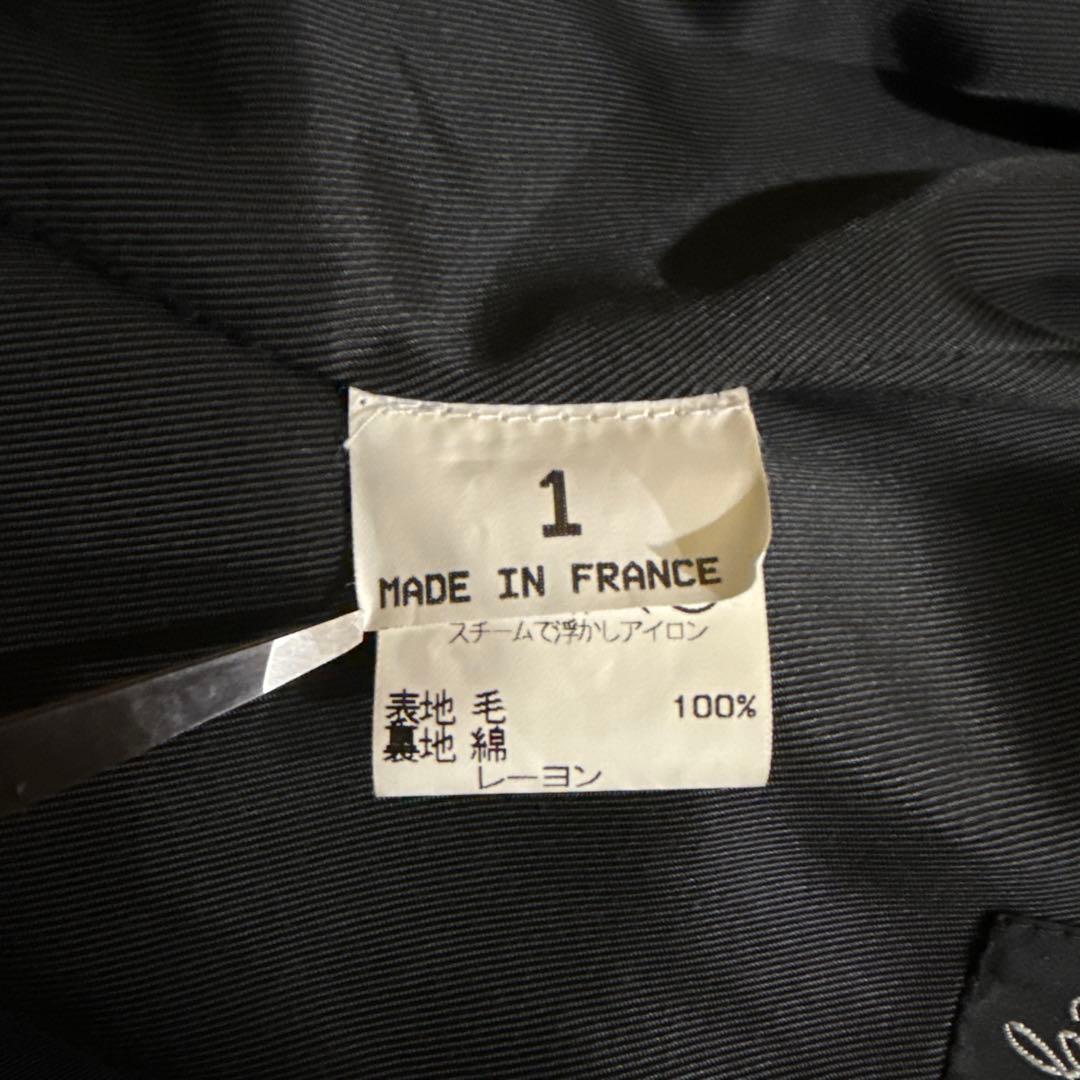 1
MADE IN FRANCE
スチームで浮かしアイロン
表地 毛 100%
裏地 綿
レーヨン